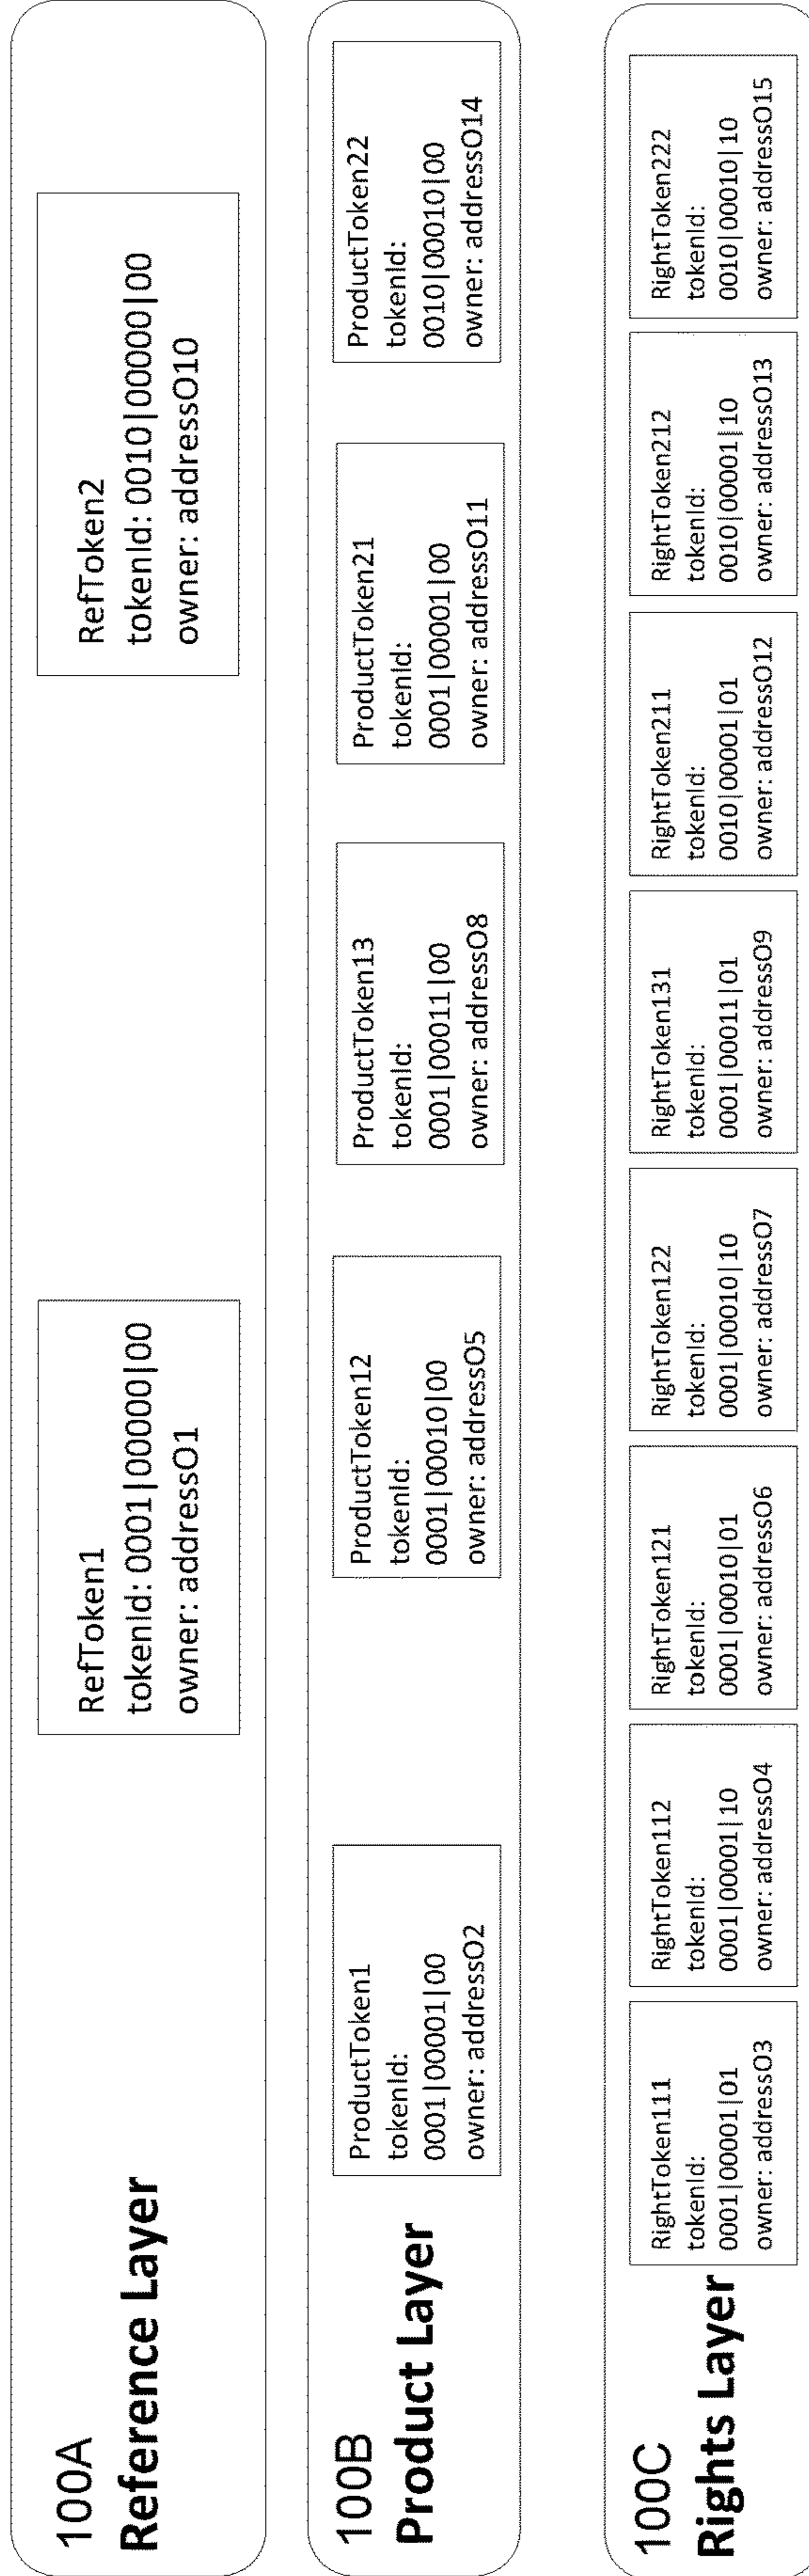 100A
Reference Layer
RefToken1
tokenId: 0001|00000|00
owner: addressO1
RefToken2
tokenId: 0010|00000|00
owner: addressO10
100B
Product Layer
ProductToken1
tokenId:
0001|00001|00
owner: addressO2
ProductToken12
tokenId:
0001|00010|00
owner: addressO5
ProductToken13
tokenId:
0001|00011|00
owner: addressO8
ProductToken21
tokenId:
0001|00001|00
owner: addressO11
ProductToken22
tokenId:
0010|00010|00
owner: addressO14
100C
Rights Layer
RightToken111
tokenId:
0001|00001|01
owner: addressO3
RightToken112
tokenId:
0001|00001|10
owner: addressO4
RightToken121
tokenId:
0001|00010|01
owner: addressO6
RightToken122
tokenId:
0001|00010|10
owner: addressO7
RightToken131
tokenId:
0001|00011|01
owner: addressO9
RightToken211
tokenId:
0010|00001|01
owner: addressO12
RightToken212
tokenId:
0010|00001|10
owner: addressO13
RightToken222
tokenId:
0010|00010|10
owner: addressO15